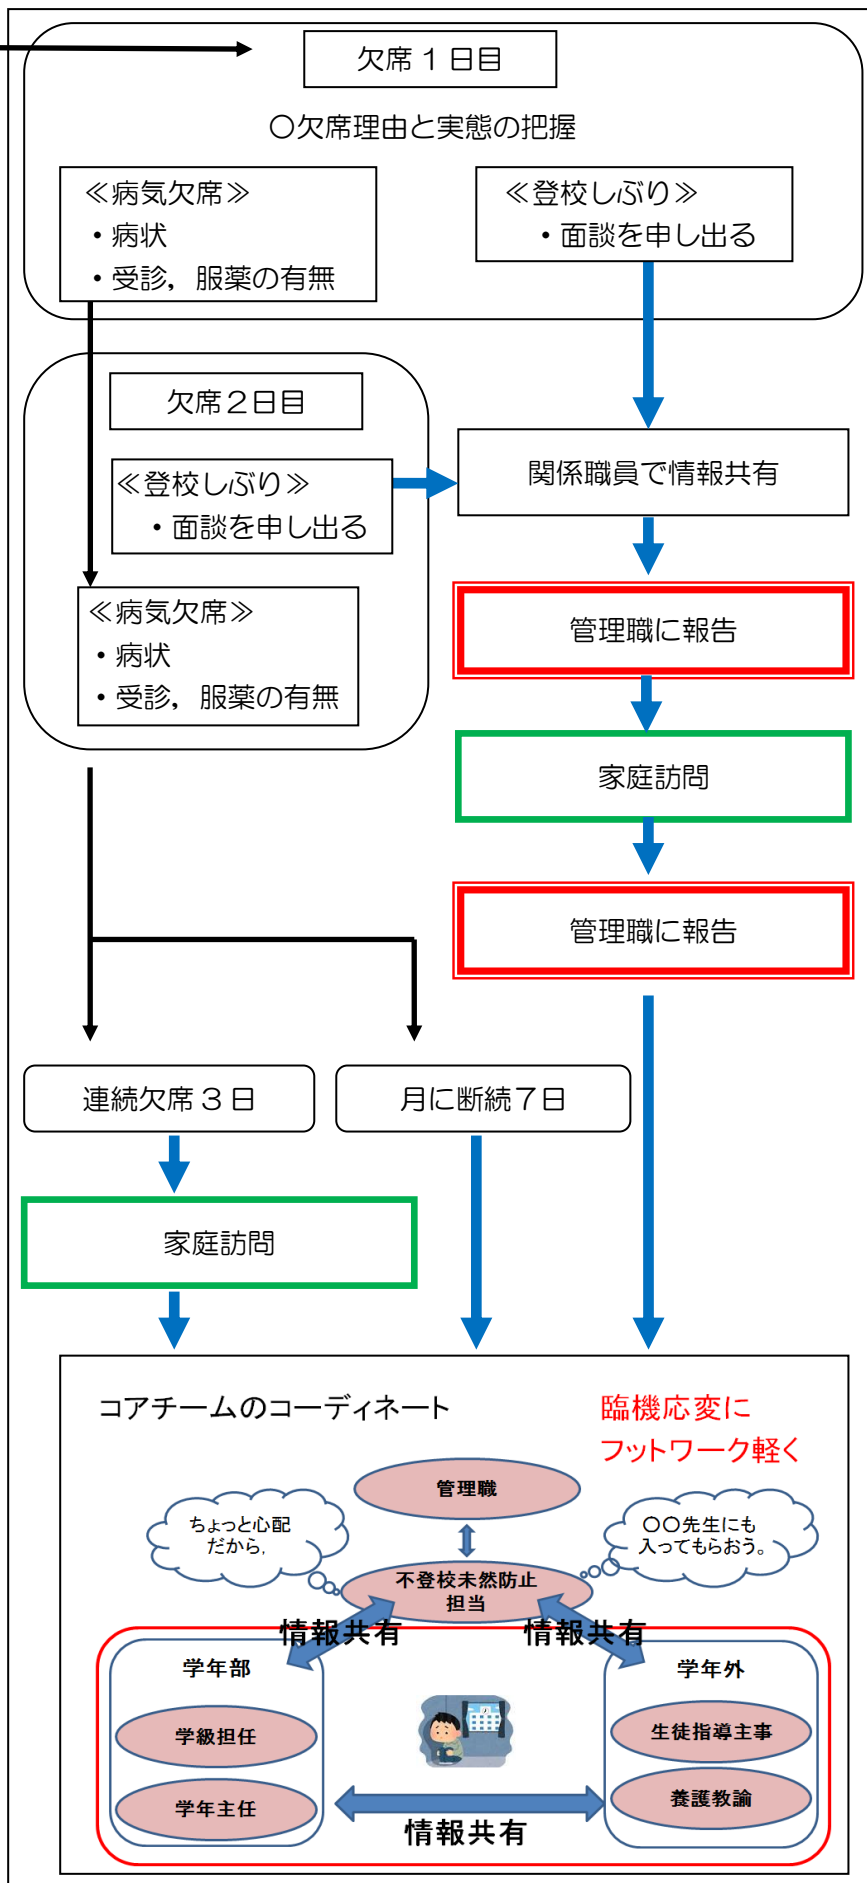 欠席1日目
〇欠席理由と実態の把握
≪病気欠席≫
・病状
・受診，服薬の有無
≪登校しぶり≫
・面談を申し出る
欠席2日目
≪登校しぶり≫
・面談を申し出る
≪病気欠席≫
・病状
・受診，服薬の有無
関係職員で情報共有
管理職に報告
家庭訪問
管理職に報告
連続欠席3日
月に断続7日
家庭訪問
コアチームのコーディネート
臨機応変に
フットワーク軽く
管理職
ちょっと心配
だから，
〇〇先生にも
入ってもらおう。
不登校未然防止
担当
情報共有
情報共有
学年部
学級担任
学年主任
学年外
生徒指導主事
養護教諭
情報共有